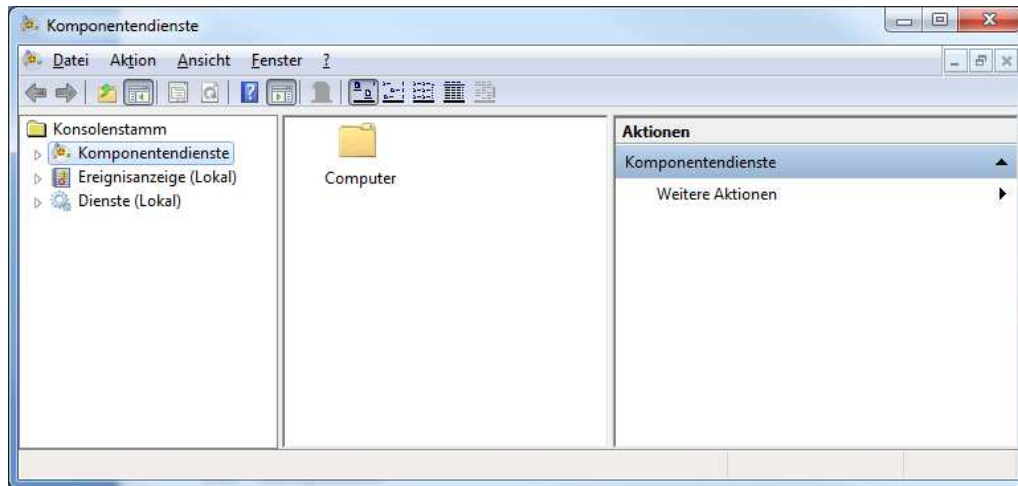 Komponentendienste
Datei Aktion Ansicht Fenster ?
Konsolenstamm
Komponentendienste
Ereignisanzeige (Lokal)
Dienste (Lokal)
Computer
Aktionen
Komponentendienste
Weitere Aktionen